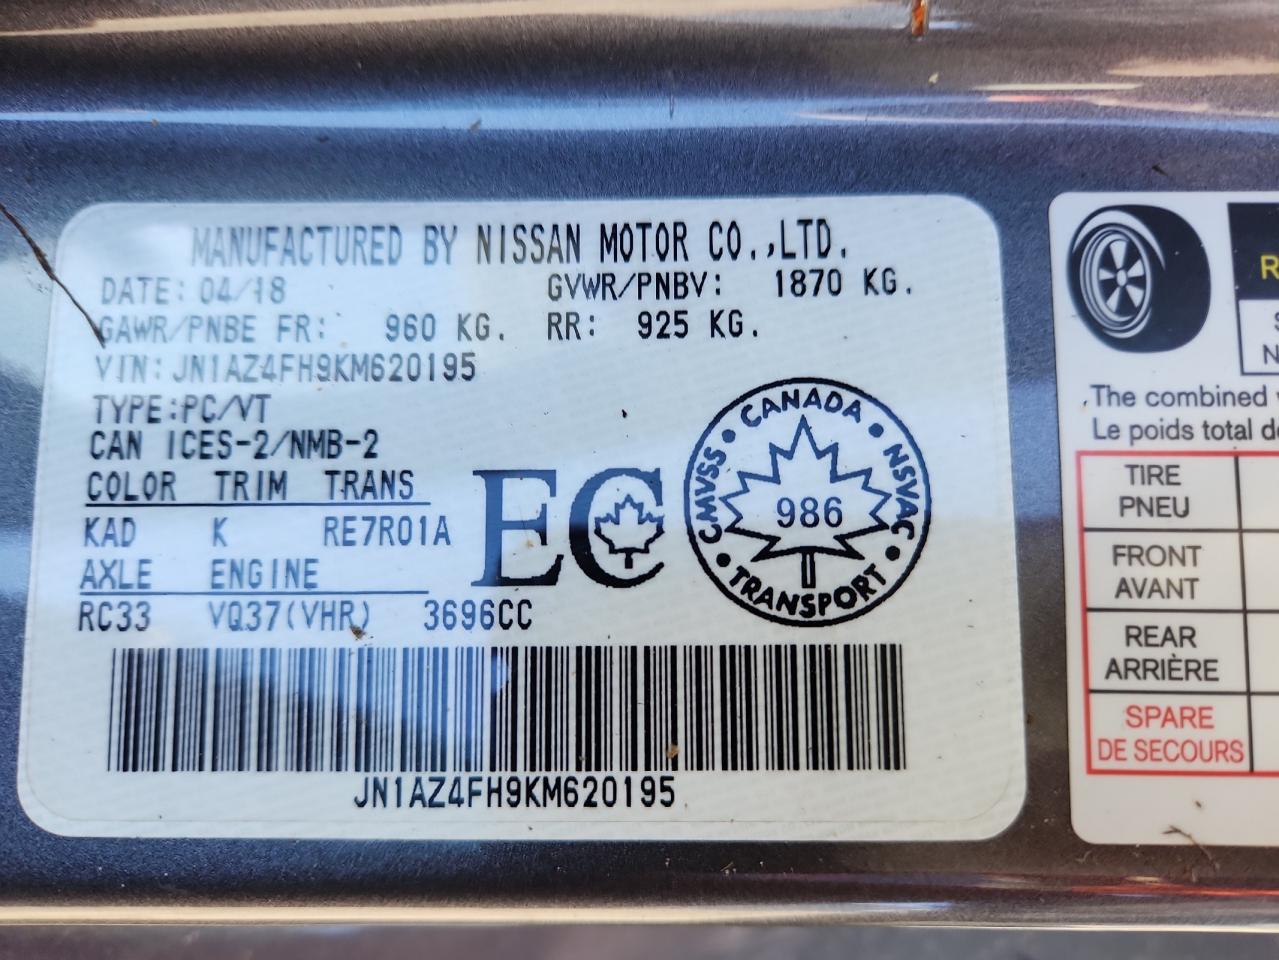 MANUFACTURED BY NISSAN MOTOR CO.,LTD.
DATE: 04/18 GVWR/PNBV: 1870 KG.
GAWR/PNBE FR: 960 KG. RR: 925 KG.
VIN: JN1AZ4FH9KM620195
TYPE:PC/VT
CAN ICES-2/NMB-2
COLOR TRIM TRANS
KAD K RE7R01A
AXLE ENGINE
RC33 VQ37(VHR) 3696CC
EC
CANADA
CMVSS • NSVAC
986
TRANSPORT
JN1AZ4FH9KM620195
The combined
Le poids total
TIRE
PNEU
FRONT
AVANT
REAR
ARRIÈRE
SPARE
DE SECOURS